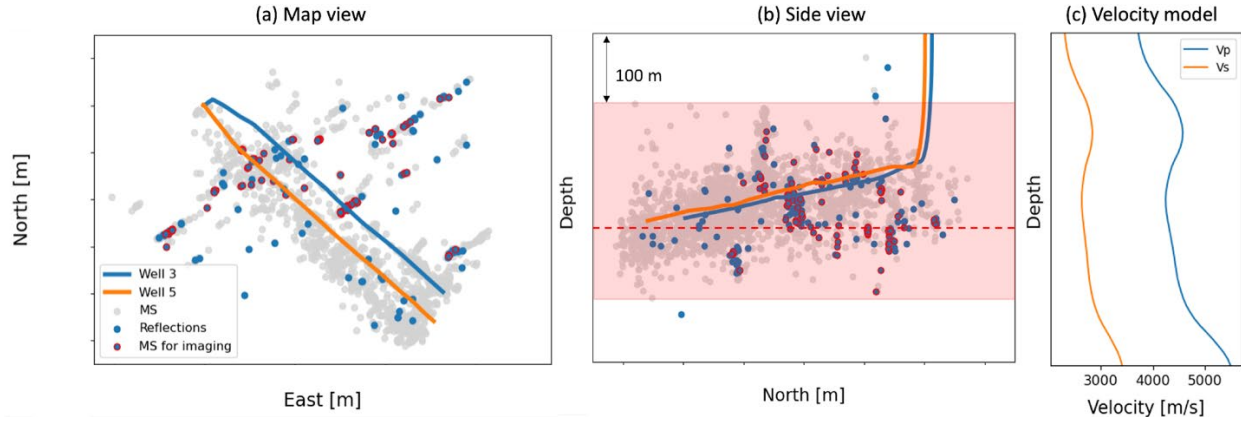 (a) Map view
North [m]
East [m]
Well 3
Well 5
MS
Reflections
MS for imaging
(b) Side view
100 m
Depth
North [m]
(c) Velocity model
Vp
Vs
Depth
3000 4000 5000
Velocity [m/s]